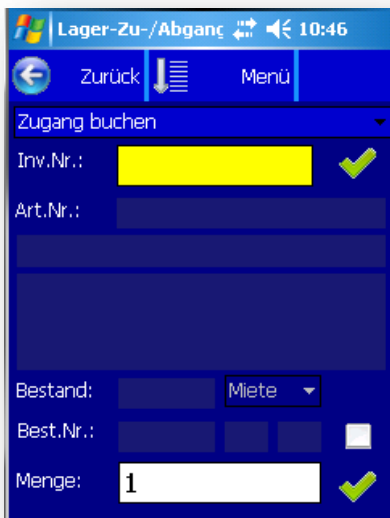 Lager-Zu-/Abgang 10:46
Zurück Menü
Zugang buchen
Inv.Nr.:
Art.Nr.:
Bestand: Miete
Best.Nr.:
Menge: 1